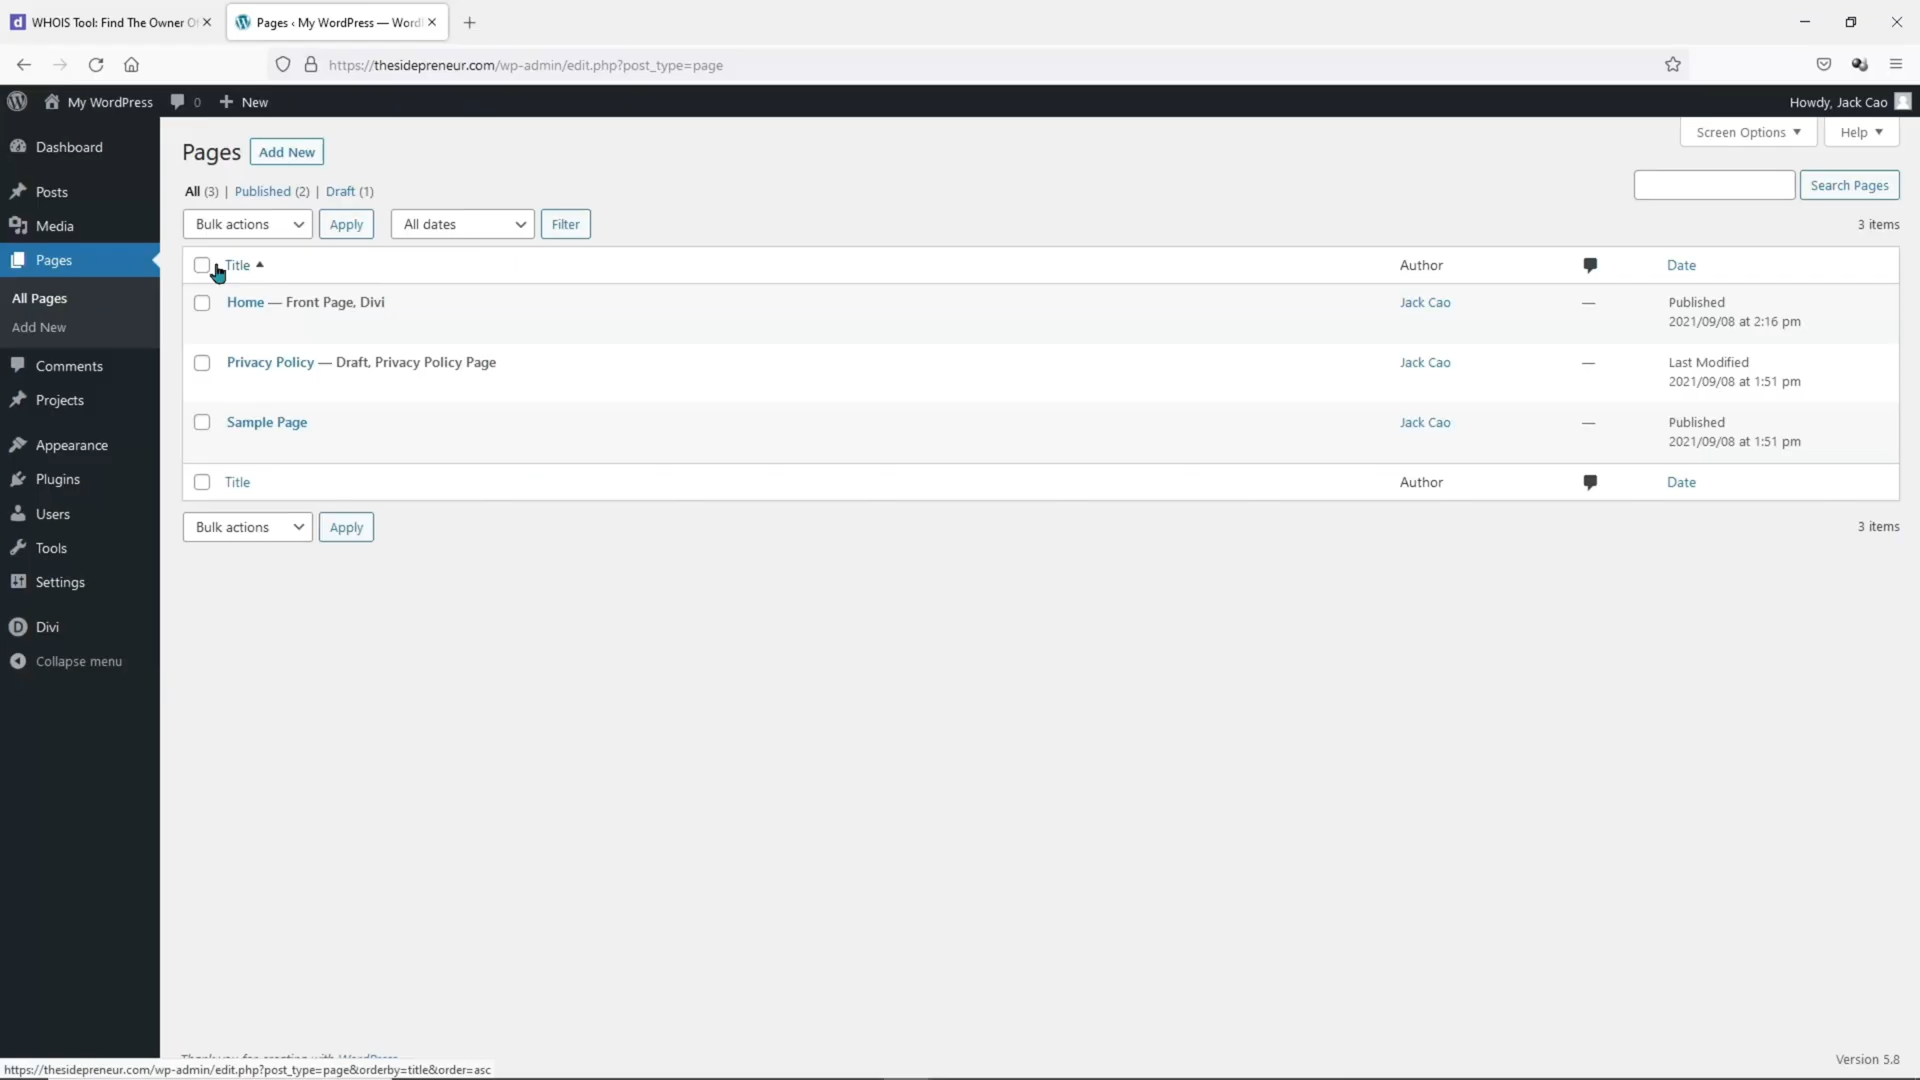 WHOIS Tool: Find The Owner O
Pages ‹ My WordPress — Word
https://thesidepreneur.com/wp-admin/edit.php?post_type=page
My WordPress
0
New
Howdy, Jack Cao
Dashboard
Posts
Media
Pages
All Pages
Add New
Comments
Projects
Appearance
Plugins
Users
Tools
Settings
Divi
Collapse menu
Screen Options
Help
Pages
Add New
All (3) | Published (2) | Draft (1)
Search Pages
Bulk actions
Apply
All dates
Filter
3 items
Title
Author
Date
Home — Front Page, Divi
Jack Cao
—
Published
2021/09/08 at 2:16 pm
Privacy Policy — Draft, Privacy Policy Page
Jack Cao
—
Last Modified
2021/09/08 at 1:51 pm
Sample Page
Jack Cao
—
Published
2021/09/08 at 1:51 pm
Title
Author
Date
Bulk actions
Apply
3 items
Thank you for creating with WordPress.
Version 5.8
https://thesidepreneur.com/wp-admin/edit.php?post_type=page&orderby=title&order=asc